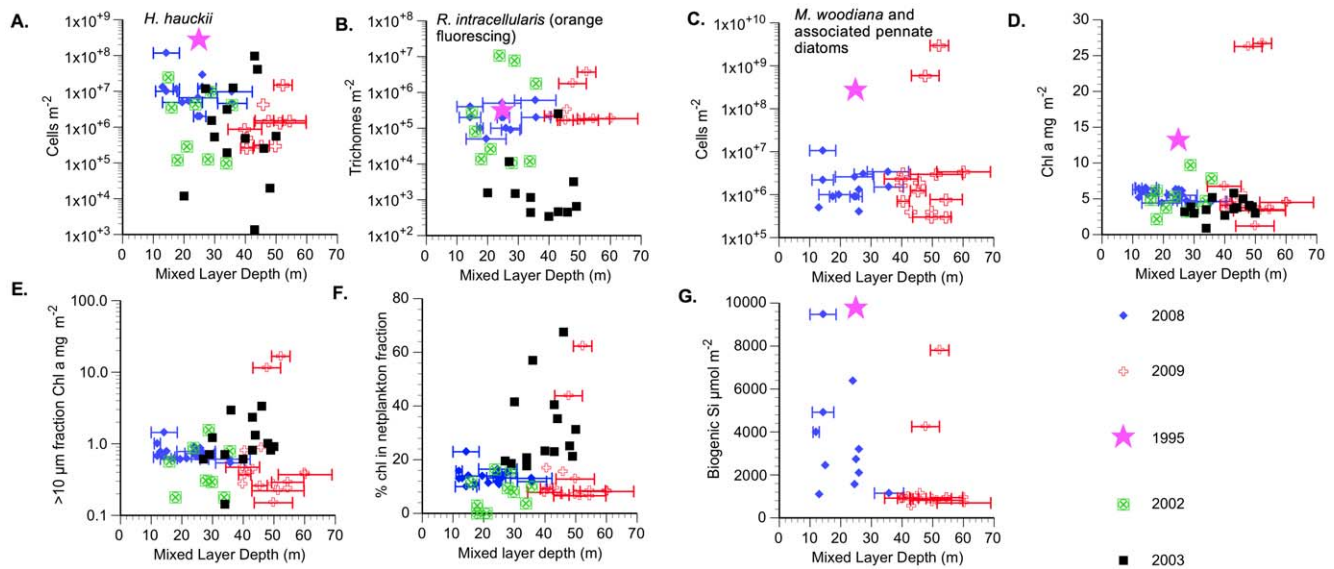 A.
H. hauckii
1x10+9
1x10+8
1x10+7
1x10+6
1x10+5
1x10+4
1x10+3
Cells m-2
0 10 20 30 40 50 60 70
Mixed Layer Depth (m)
B.
R. intracellularis (orange
fluorescing)
1x10+8
1x10+7
1x10+6
1x10+5
1x10+4
1x10+3
1x10+2
Trichomes m-2
0 10 20 30 40 50 60 70
Mixed Layer Depth (m)
C.
M. woodiana and
associated pennate
diatoms
1x10+10
1x10+9
1x10+8
1x10+7
1x10+6
1x10+5
Cells m-2
0 10 20 30 40 50 60 70
Mixed Layer Depth (m)
D.
30
25
20
15
10
5
0
Chl a mg m-2
0 10 20 30 40 50 60 70
Mixed Layer Depth (m)
E.
100.0
10.0
1.0
0.1
>10 µm fraction Chl a mg m-2
0 10 20 30 40 50 60 70
Mixed Layer Depth (m)
F.
80
60
40
20
0
% chl in netplankton fraction
0 10 20 30 40 50 60 70
Mixed layer depth (m)
G.
10000
8000
6000
4000
2000
0
Biogenic Si µmol m-2
0 10 20 30 40 50 60 70
Mixed Layer Depth (m)
2008
2009
1995
2002
2003